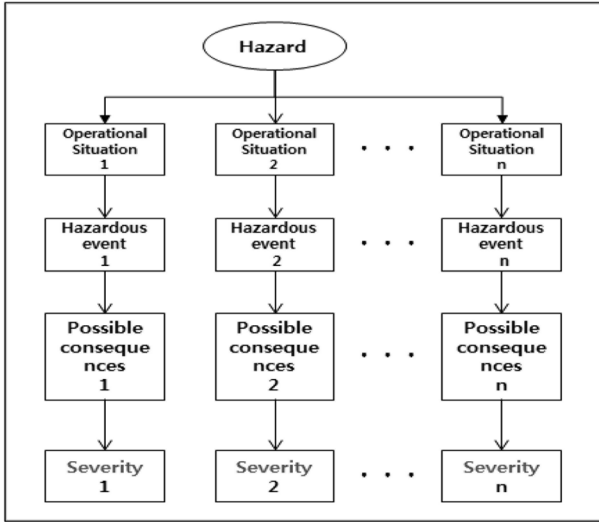 Hazard
Operational
Situation
1
Operational
Situation
2
. . .
Operational
Situation
n
Hazardous
event
1
Hazardous
event
2
. . .
Hazardous
event
n
Possible
conseque
nces
1
Possible
conseque
nces
2
. . .
Possible
conseque
nces
n
Severity
1
Severity
2
. . .
Severity
n